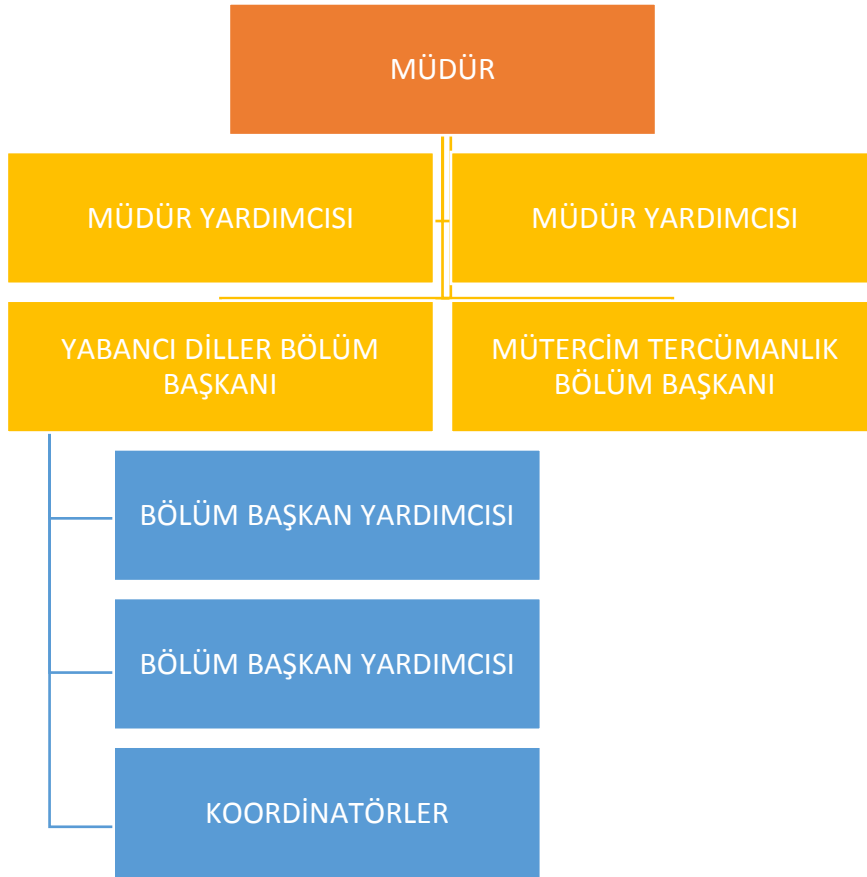 MÜDÜR
MÜDÜR YARDIMCISI
MÜDÜR YARDIMCISI
YABANCI DİLLER BÖLÜM
BAŞKANI
MÜTERCİM TERCÜMANLIK
BÖLÜM BAŞKANI
BÖLÜM BAŞKAN YARDIMCISI
BÖLÜM BAŞKAN YARDIMCISI
KOORDİNATÖRLER